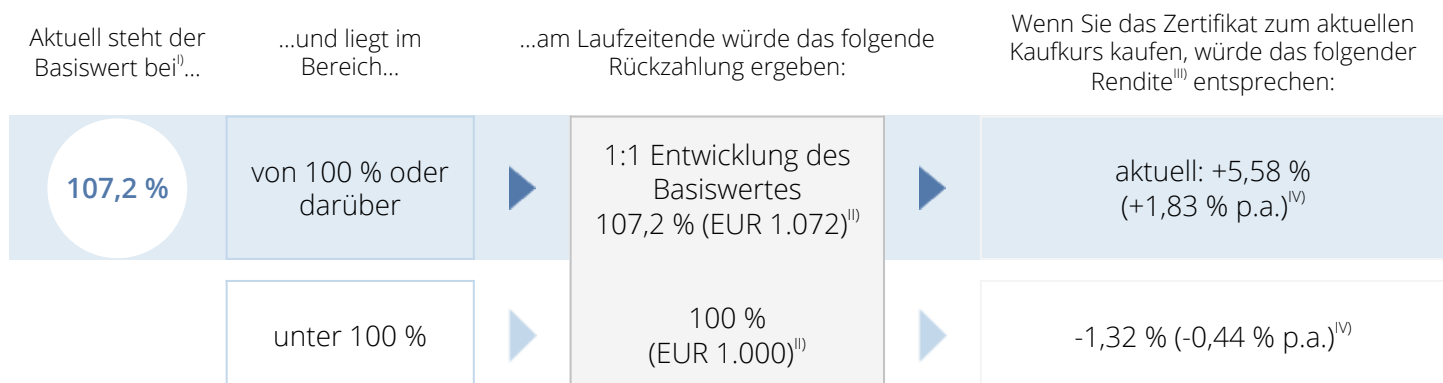 Aktuell steht der
Basiswert bei I)...
...und liegt im
Bereich...
...am Laufzeitende würde das folgende
Rückzahlung ergeben:
Wenn Sie das Zertifikat zum aktuellen
Kaufkurs kaufen, würde das folgender
Rendite III) entsprechen:
107,2 %
von 100 % oder
darüber
1:1 Entwicklung des
Basiswertes
107,2 % (EUR 1.072) II)
aktuell: +5,58 %
(+1,83 % p.a.) IV)
unter 100 %
100 %
(EUR 1.000) II)
-1,32 % (-0,44 % p.a.) IV)